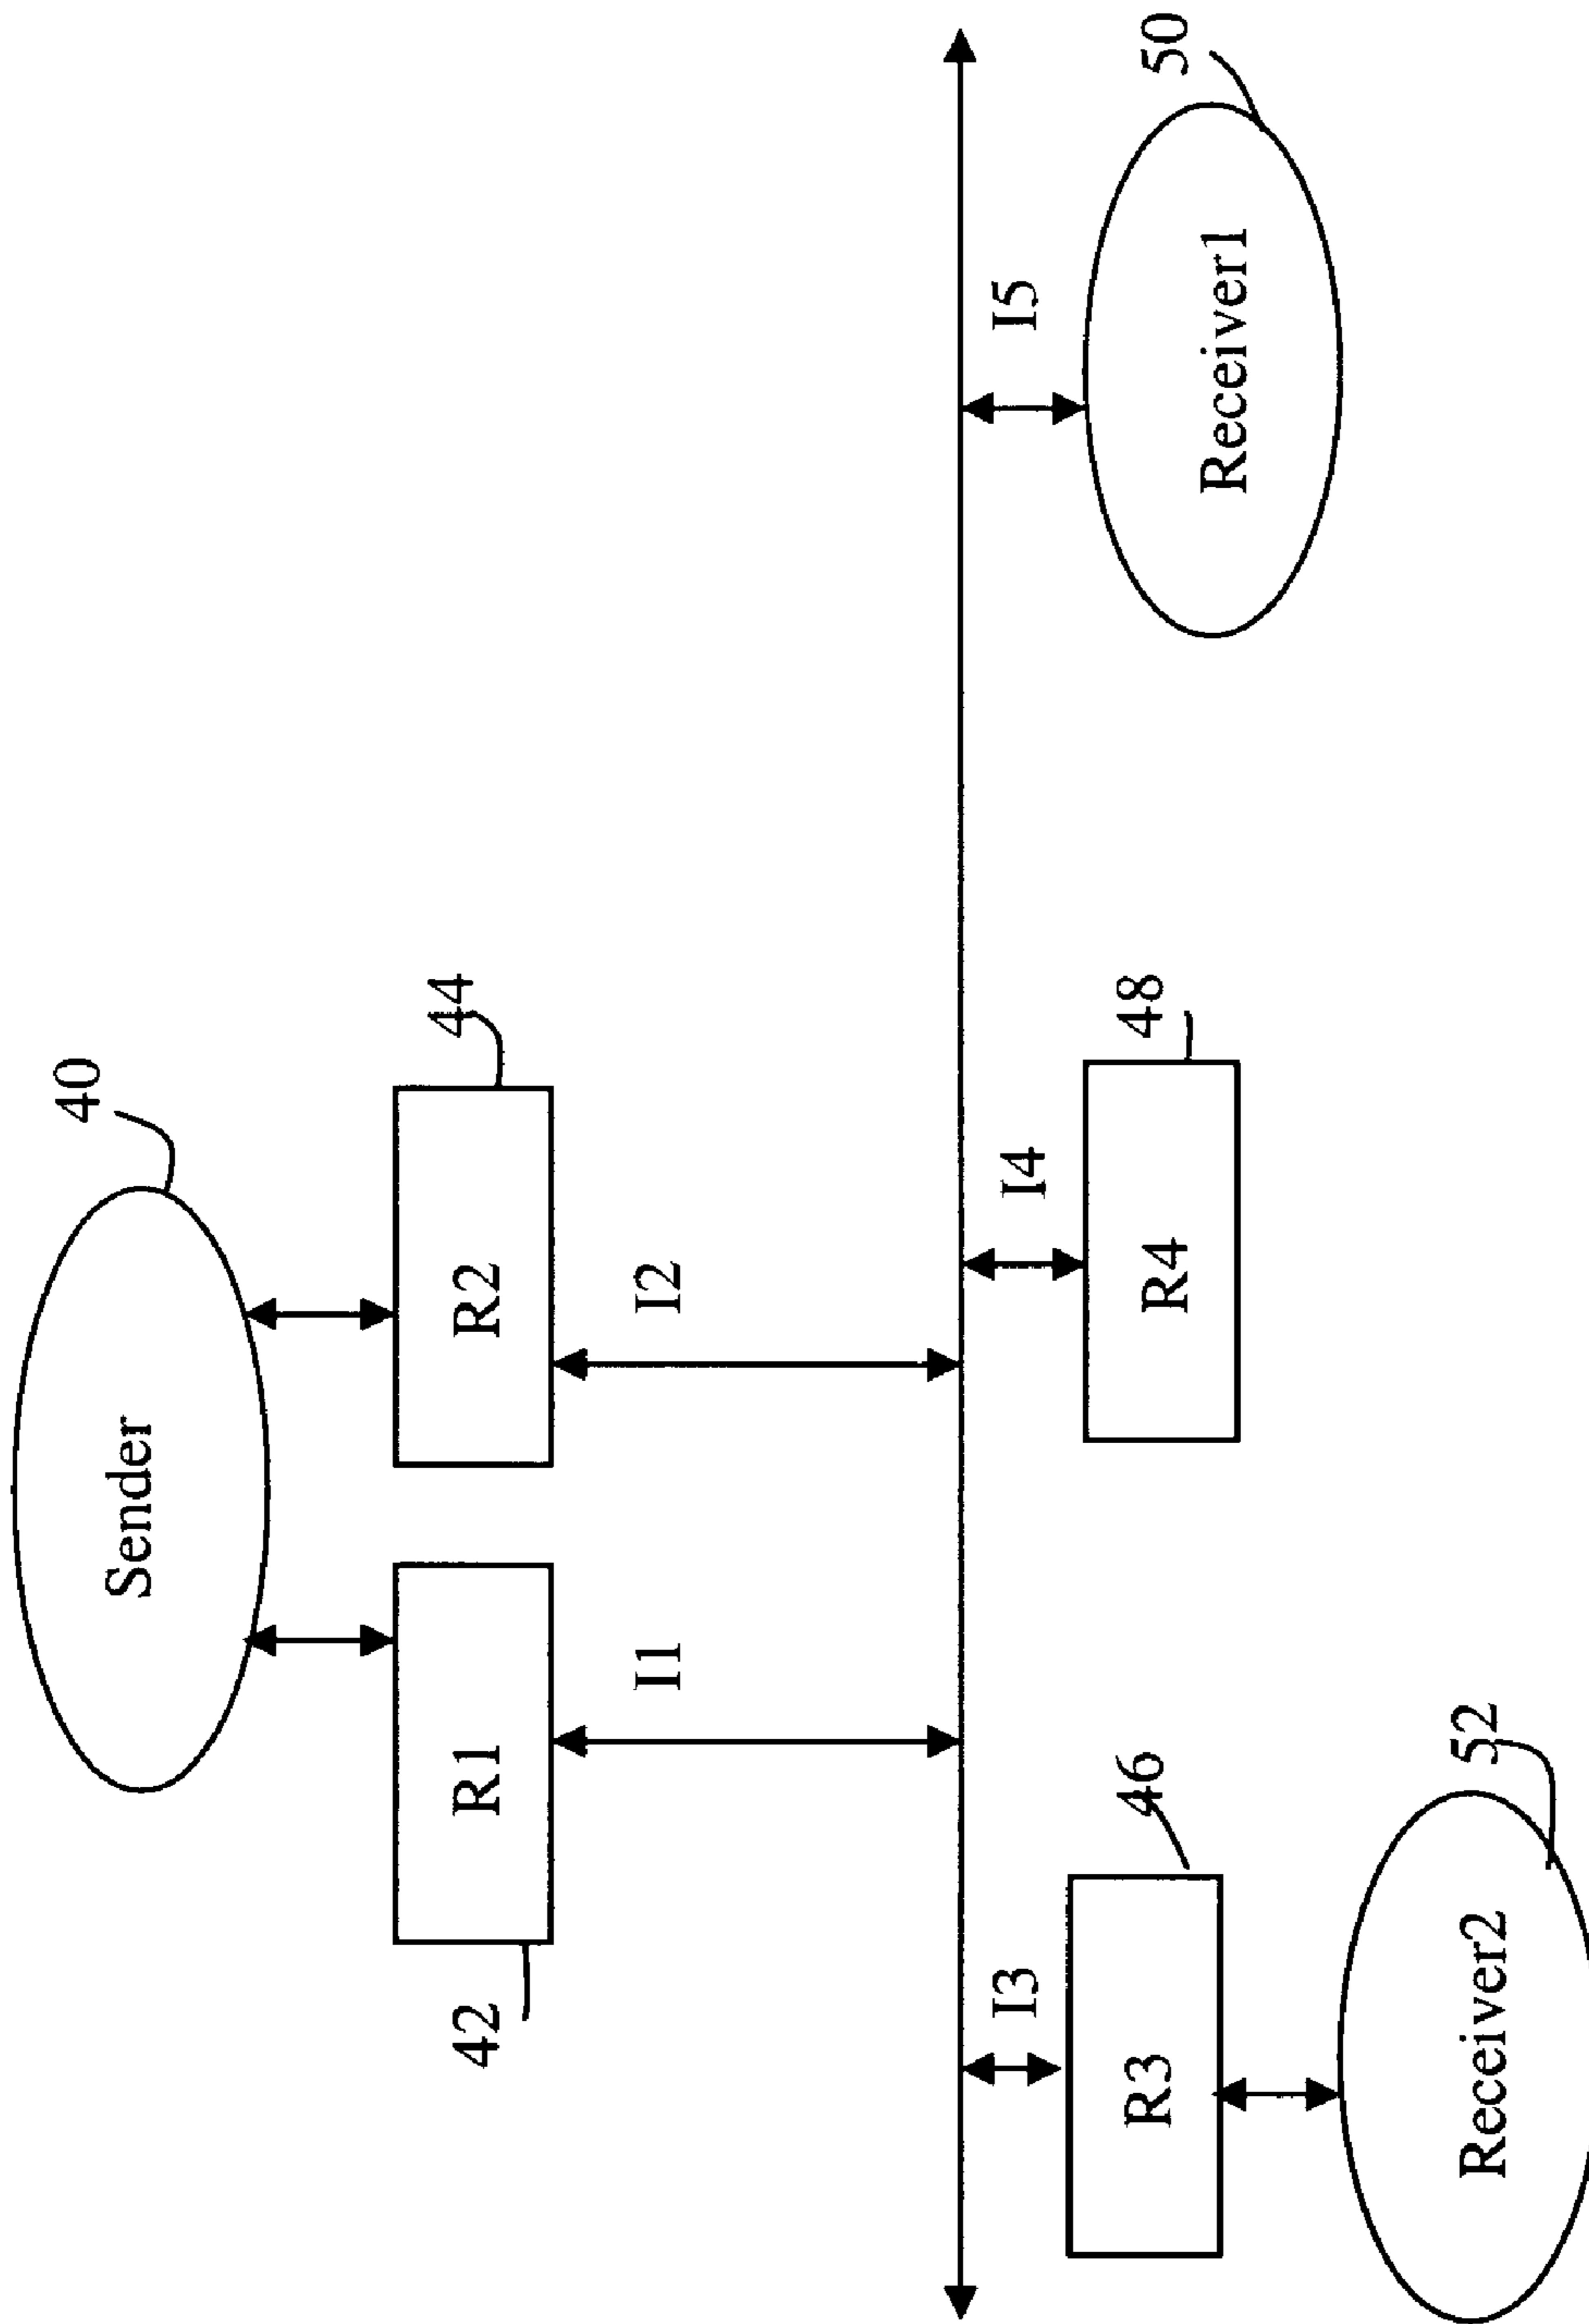 Sender
40
R1
42
R2
44
I1
I2
I3
I4
I5
R3
46
R4
48
Receiver1
50
Receiver2
52